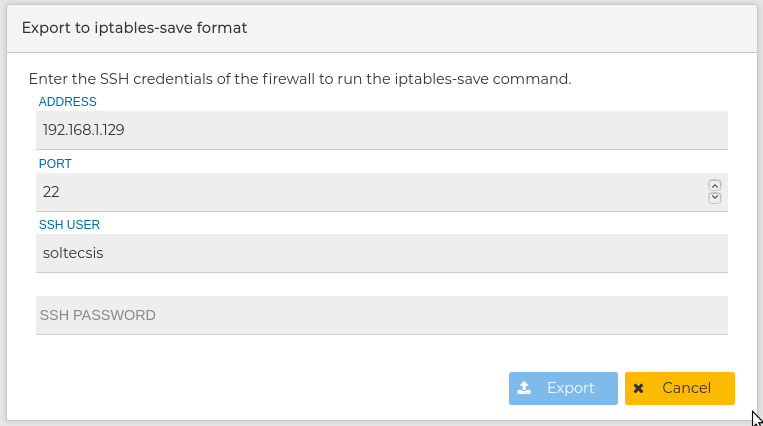 Export to iptables-save format
Enter the SSH credentials of the firewall to run the iptables-save command.
ADDRESS
192.168.1.129
PORT
22
SSH USER
soltecsis
SSH PASSWORD
Export
Cancel